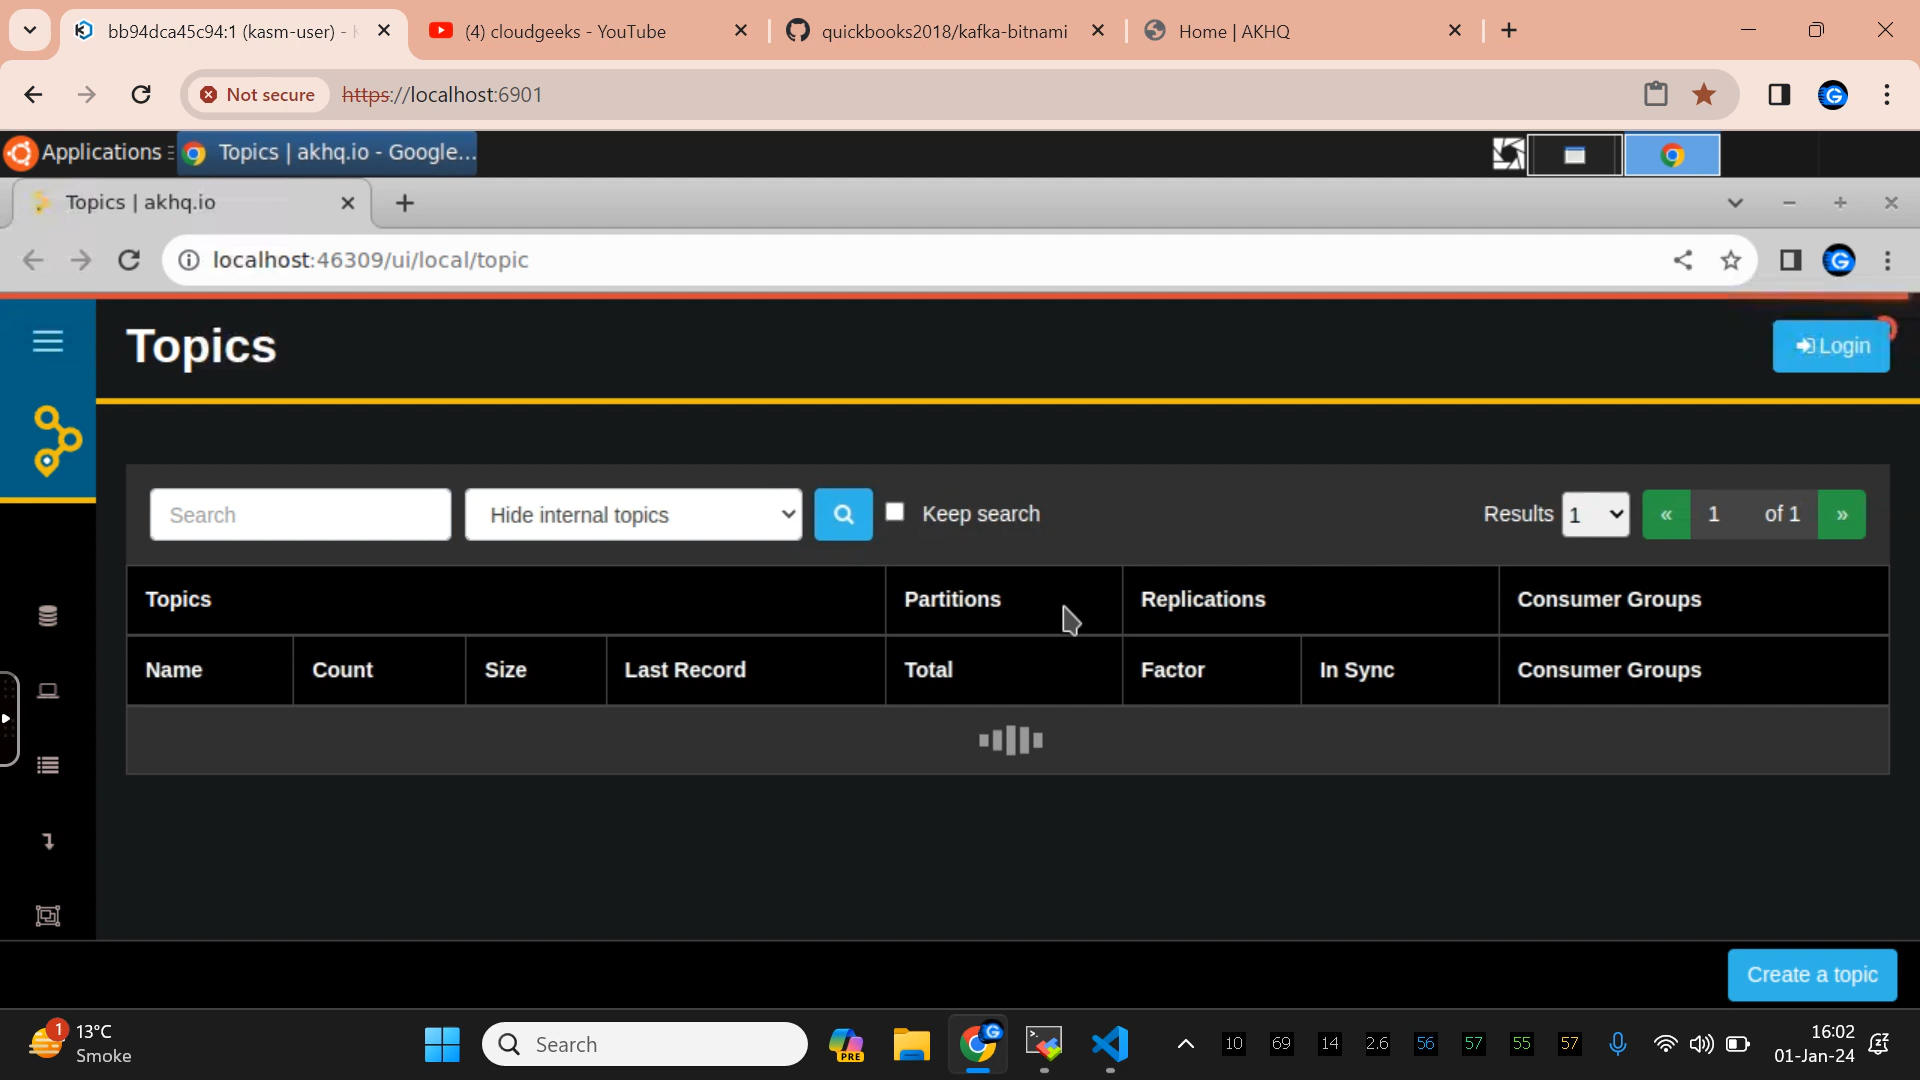 bb94dca45c94:1 (kasm-user) -
(4) cloudgeeks - YouTube
quickbooks2018/kafka-bitnami
Home | AKHQ
Not secure
https://localhost:6901
Applications
Topics | akhq.io - Google...
Topics | akhq.io
localhost:46309/ui/local/topic
Topics
Login
Search
Hide internal topics
Keep search
Results
1
«
1
of 1
»
Topics
Partitions
Replications
Consumer Groups
Name
Count
Size
Last Record
Total
Factor
In Sync
Consumer Groups
Create a topic
1
13°C
Smoke
Search
PRE
10
69
14
2.6
56
57
55
57
16:02
01-Jan-24